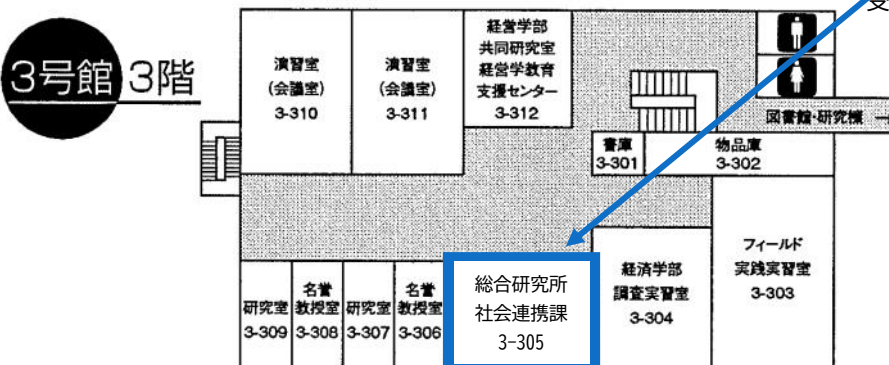 受
3号館 3階
演習室
(会議室)
3-310
演習室
(会議室)
3-311
経営学部
共同研究室
経営学教育
支援センター
3-312
図書館・研究棟
書庫
3-301
物品庫
3-302
フィールド
実践実習室
3-303
経済学部
調査実習室
3-304
総合研究所
社会連携課
3-305
名誉
教授室
3-306
研究室
3-307
名誉
教授室
3-308
研究室
3-309